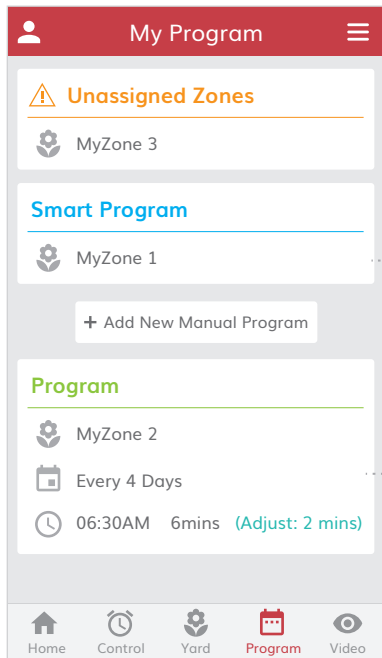 My Program
Unassigned Zones
MyZone 3
Smart Program
MyZone 1
+ Add New Manual Program
Program
MyZone 2
Every 4 Days
06:30AM 6mins (Adjust: 2 mins)
Home Control Yard Program Video